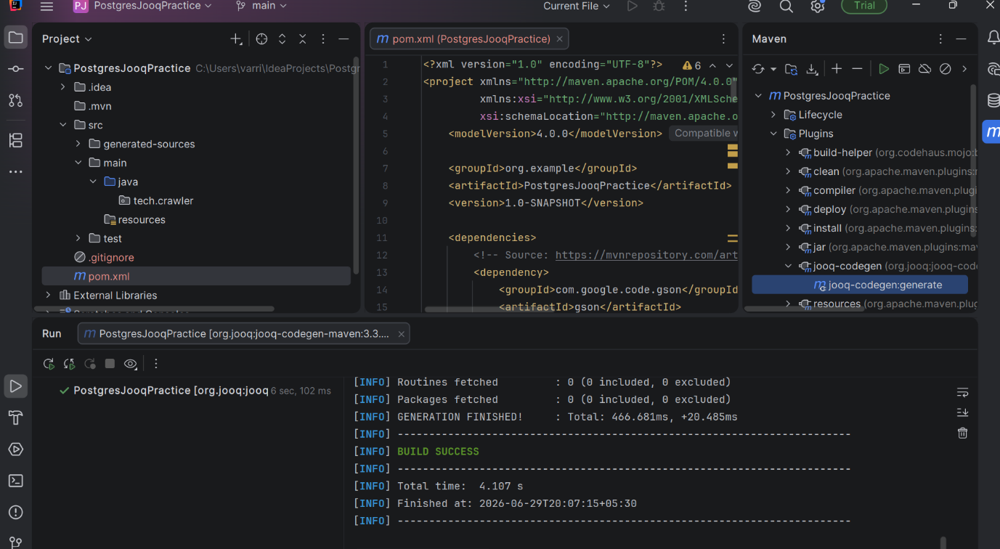 PJ PostgresJooqPractice main Current File Trial
Project
PostgresJooqPractice C:\Users\varri\IdeaProjects\Postgr
.idea
.mvn
src
generated-sources
main
java
tech.crawler
resources
test
.gitignore
pom.xml
External Libraries
pom.xml (PostgresJooqPractice)
6
1 <?xml version="1.0" encoding="UTF-8"?>
2 <project xmlns="http://maven.apache.org/POM/4.0.0"
3 xmlns:xsi="http://www.w3.org/2001/XMLSche
4 xsi:schemaLocation="http://maven.apache.o
5 <modelVersion>4.0.0</modelVersion> Compatible w
6
7 <groupId>org.example</groupId>
8 <artifactId>PostgresJooqPractice</artifactId>
9 <version>1.0-SNAPSHOT</version>
10
11 <dependencies>
12 <!-- Source: https://mvnrepository.com/art
13 <dependency>
14 <groupId>com.google.code.gson</groupId
15 <artifactId>gson</artifactId>
Maven
PostgresJooqPractice
Lifecycle
Plugins
build-helper (org.codehaus.mojo:b
clean (org.apache.maven.plugins:r
compiler (org.apache.maven.plugi
deploy (org.apache.maven.plugins
install (org.apache.maven.plugins:
jar (org.apache.maven.plugins:ma
jooq-codegen (org.jooq:jooq-cod
jooq-codegen:generate
resources (org.apache.maven.plug
Run PostgresJooqPractice [org.jooq:jooq-codegen-maven:3.3....
PostgresJooqPractice [org.jooq:jooq 6 sec, 102 ms
[INFO] Routines fetched : 0 (0 included, 0 excluded)
[INFO] Packages fetched : 0 (0 included, 0 excluded)
[INFO] GENERATION FINISHED! : Total: 466.681ms, +20.485ms
[INFO] ------------------------------------------------------------------------
[INFO] BUILD SUCCESS
[INFO] ------------------------------------------------------------------------
[INFO] Total time:  4.107 s
[INFO] Finished at: 2026-06-29T20:07:15+05:30
[INFO] ------------------------------------------------------------------------